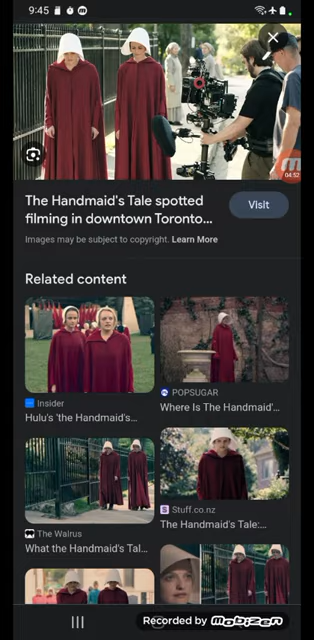 9:45
04:53
The Handmaid's Tale spotted
filming in downtown Toronto...
Visit
Images may be subject to copyright. Learn More
Related content
Insider
Hulu's 'the Handmaid's...
POPSUGAR
Where Is The Handmaid'...
The Walrus
What the Handmaid's Tal...
Stuff.co.nz
The Handmaid's Tale:...
Recorded by mobizen